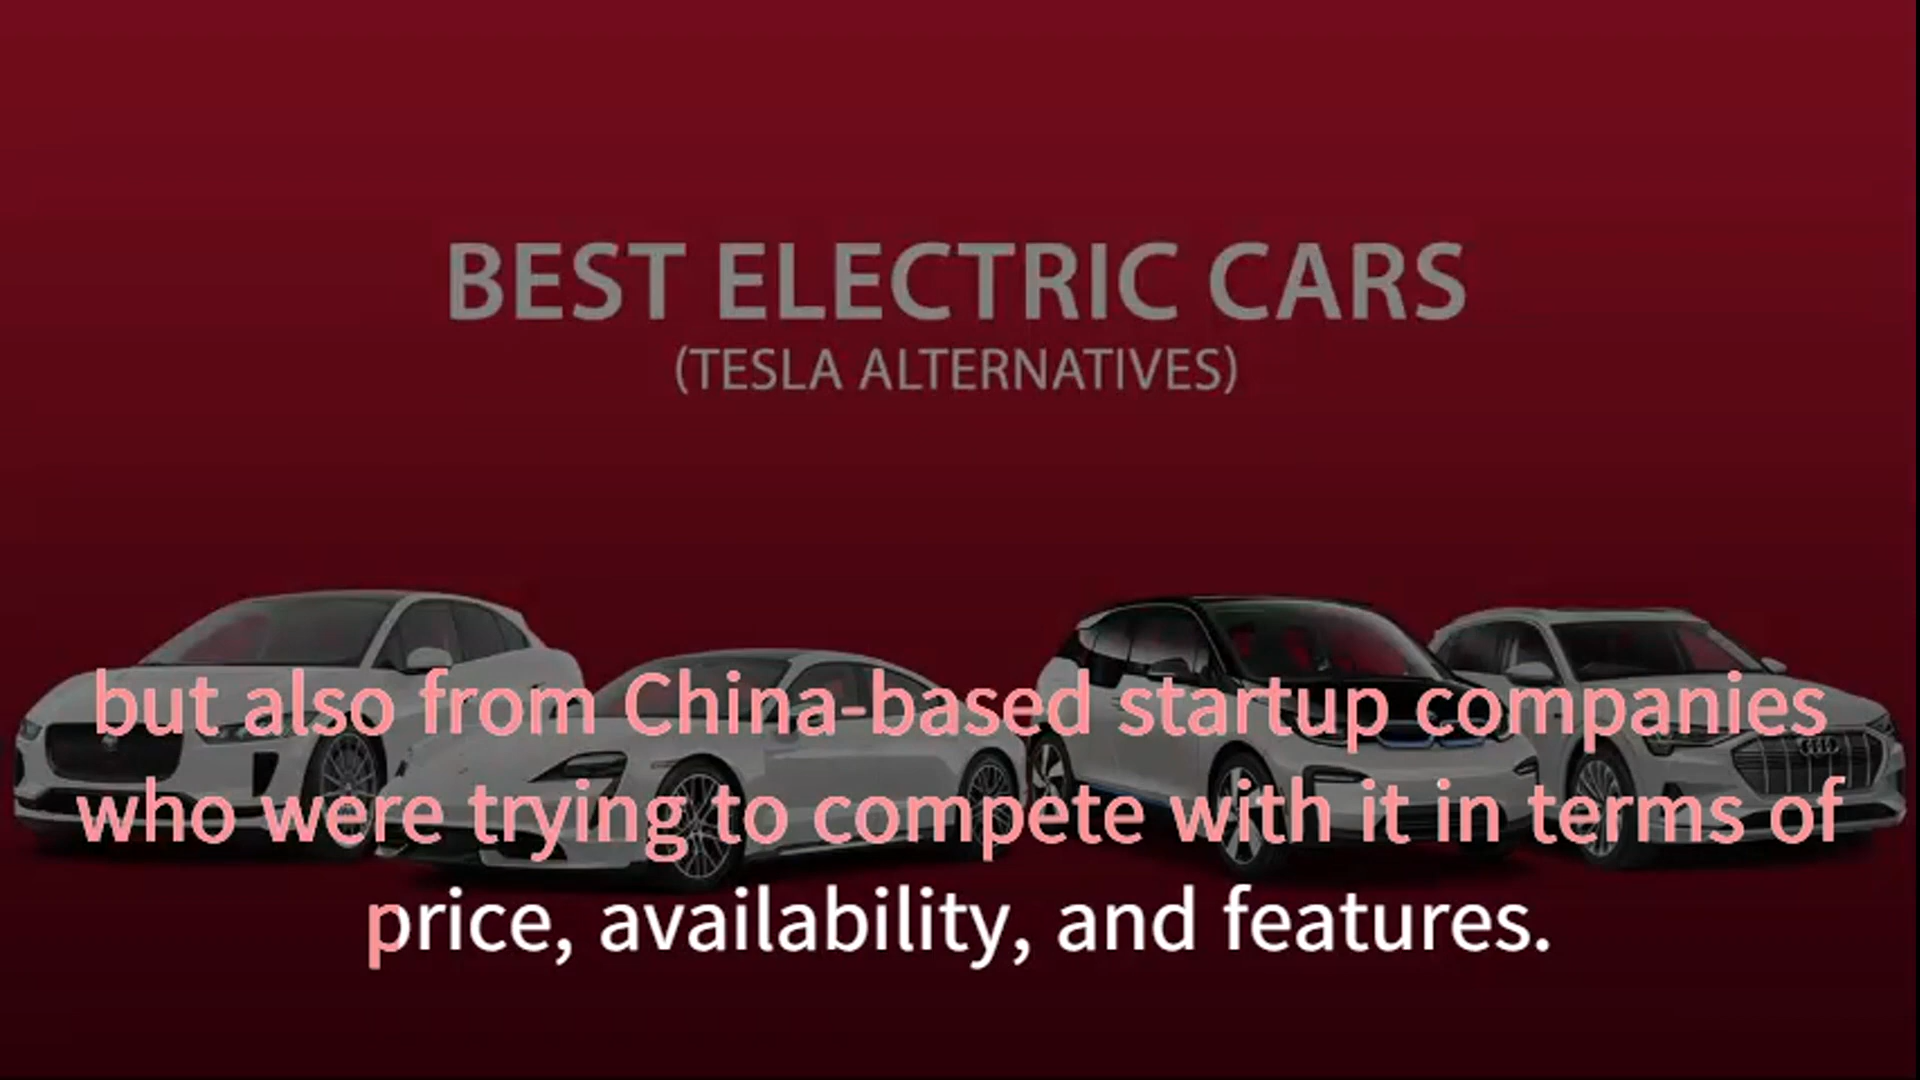 BEST ELECTRIC CARS
(TESLA ALTERNATIVES)
but also from China-based startup companies
who were trying to compete with it in terms of
price, availability, and features.